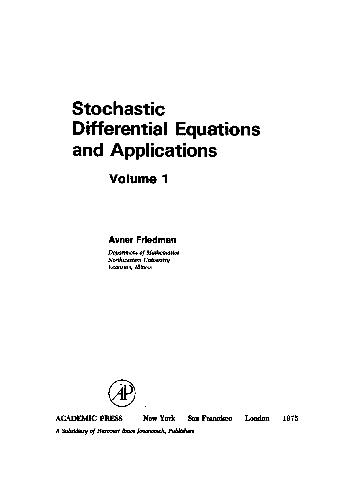 Stochastic
Differential Equations
and Applications
Volume 1
Avner Friedman
Department of Mathematics
Northwestern University
Evanston, Illinois
AP
ACADEMIC PRESS New York San Francisco London 1975
A Subsidiary of Harcourt Brace Jovanovich, Publishers